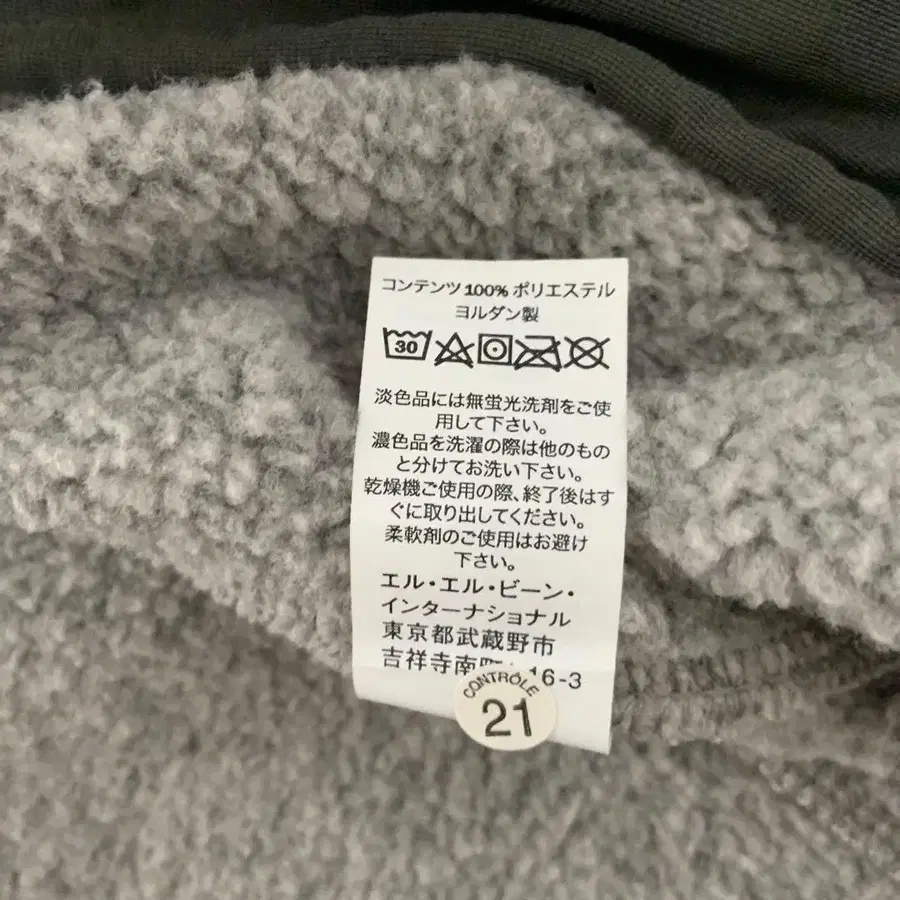 コンテンツ 100% ポリエステル
ヨルダン製
30
淡色品には無蛍光洗剤をご使
用して下さい。
濃色品を洗濯の際は他のもの
と分けてお洗い下さい。
乾燥機ご使用の際、終了後はす
ぐに取り出してください。
柔軟剤のご使用はお避け
下さい。
エル・エル・ビーン・
インターナショナル
東京都武蔵野市
吉祥寺南町 16-3
CONTRÔLE
21